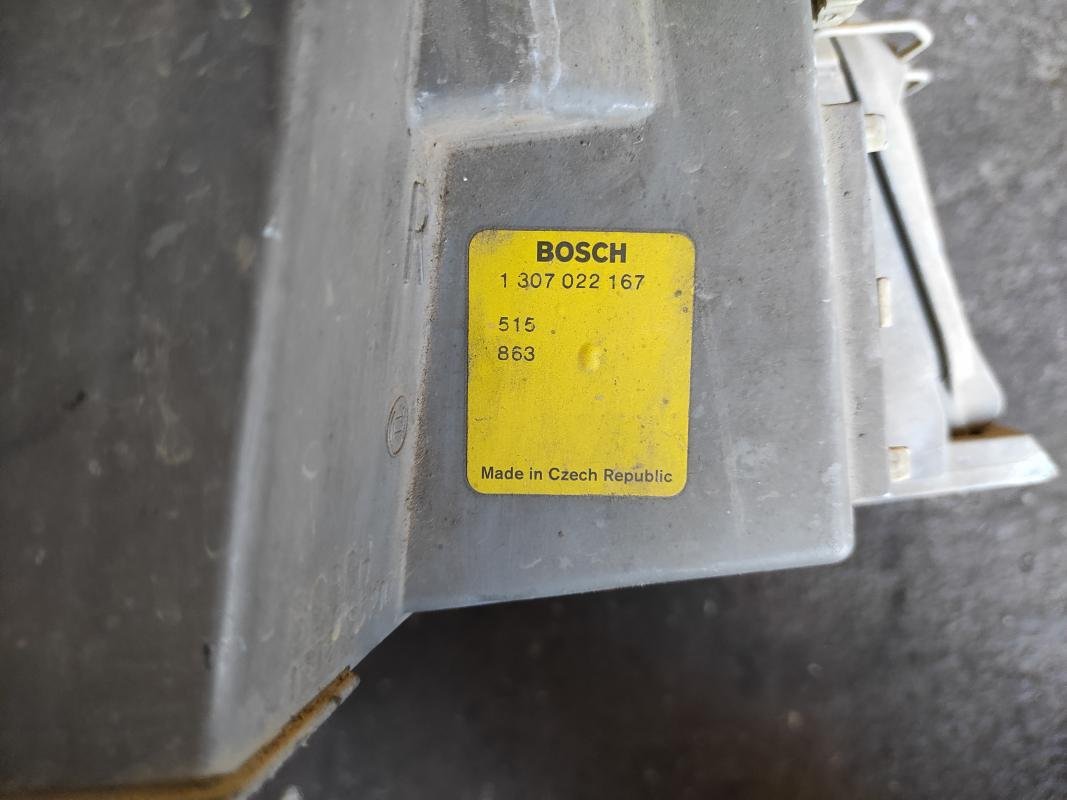 BOSCH
1 307 022 167
515
863
Made in Czech Republic
R